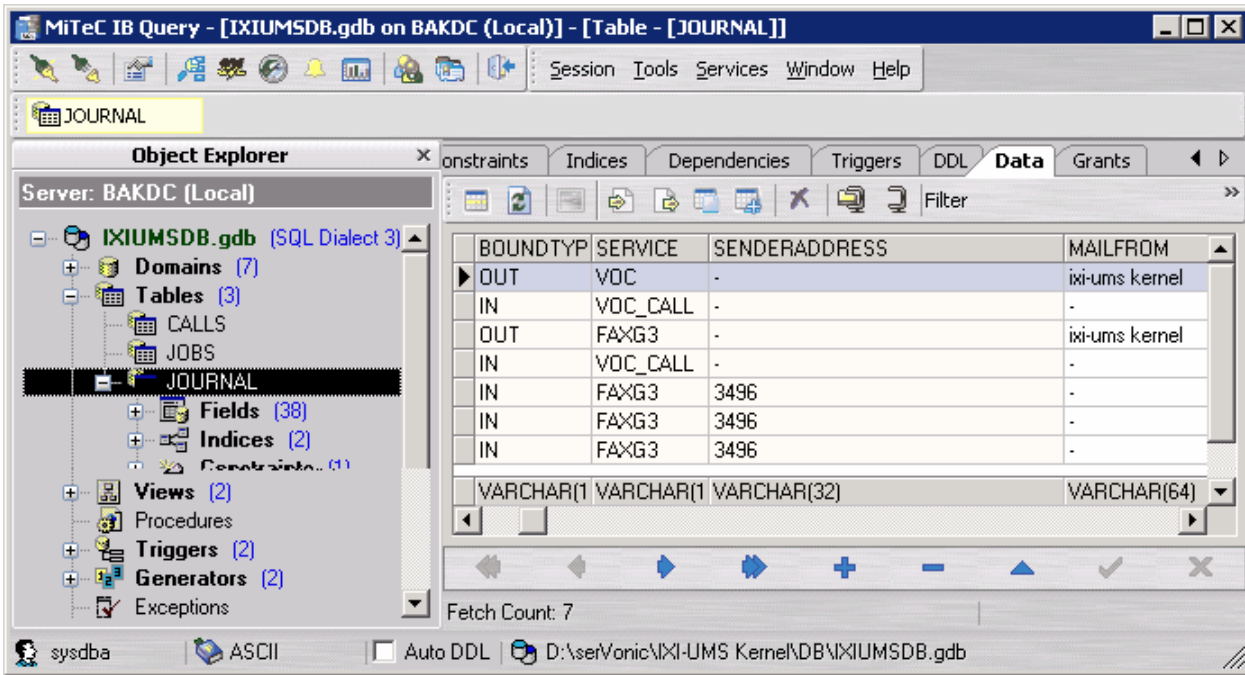 MiTeC IB Query - [IXIUMSDB.gdb on BAKDC (Local)] - [Table - [JOURNAL]]
Session Tools Services Window Help
JOURNAL
Object Explorer
Server: BAKDC (Local)
IXIUMSDB.gdb (SQL Dialect 3)
Domains (7)
Tables (3)
CALLS
JOBS
JOURNAL
Fields (38)
Indices (2)
Constraints (1)
Views (2)
Procedures
Triggers (2)
Generators (2)
Exceptions
onstraints Indices Dependencies Triggers DDL Data Grants
Filter
BOUNDTYP SERVICE SENDERADDRESS MAILFROM
OUT VOC - ixi-ums kernel
IN VOC_CALL - -
OUT FAXG3 - ixi-ums kernel
IN VOC_CALL - -
IN FAXG3 3496 -
IN FAXG3 3496 -
IN FAXG3 3496 -
VARCHAR(1 VARCHAR(1 VARCHAR(32) VARCHAR(64)
Fetch Count: 7
sysdba ASCII Auto DDL D:\serVonic\IXI-UMS Kernel\DB\IXIUMSDB.gdb